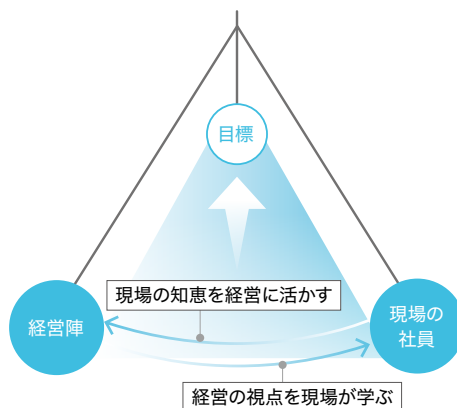 目標
現場の知恵を経営に活かす
経営陣
現場の
社員
経営の視点を現場が学ぶ